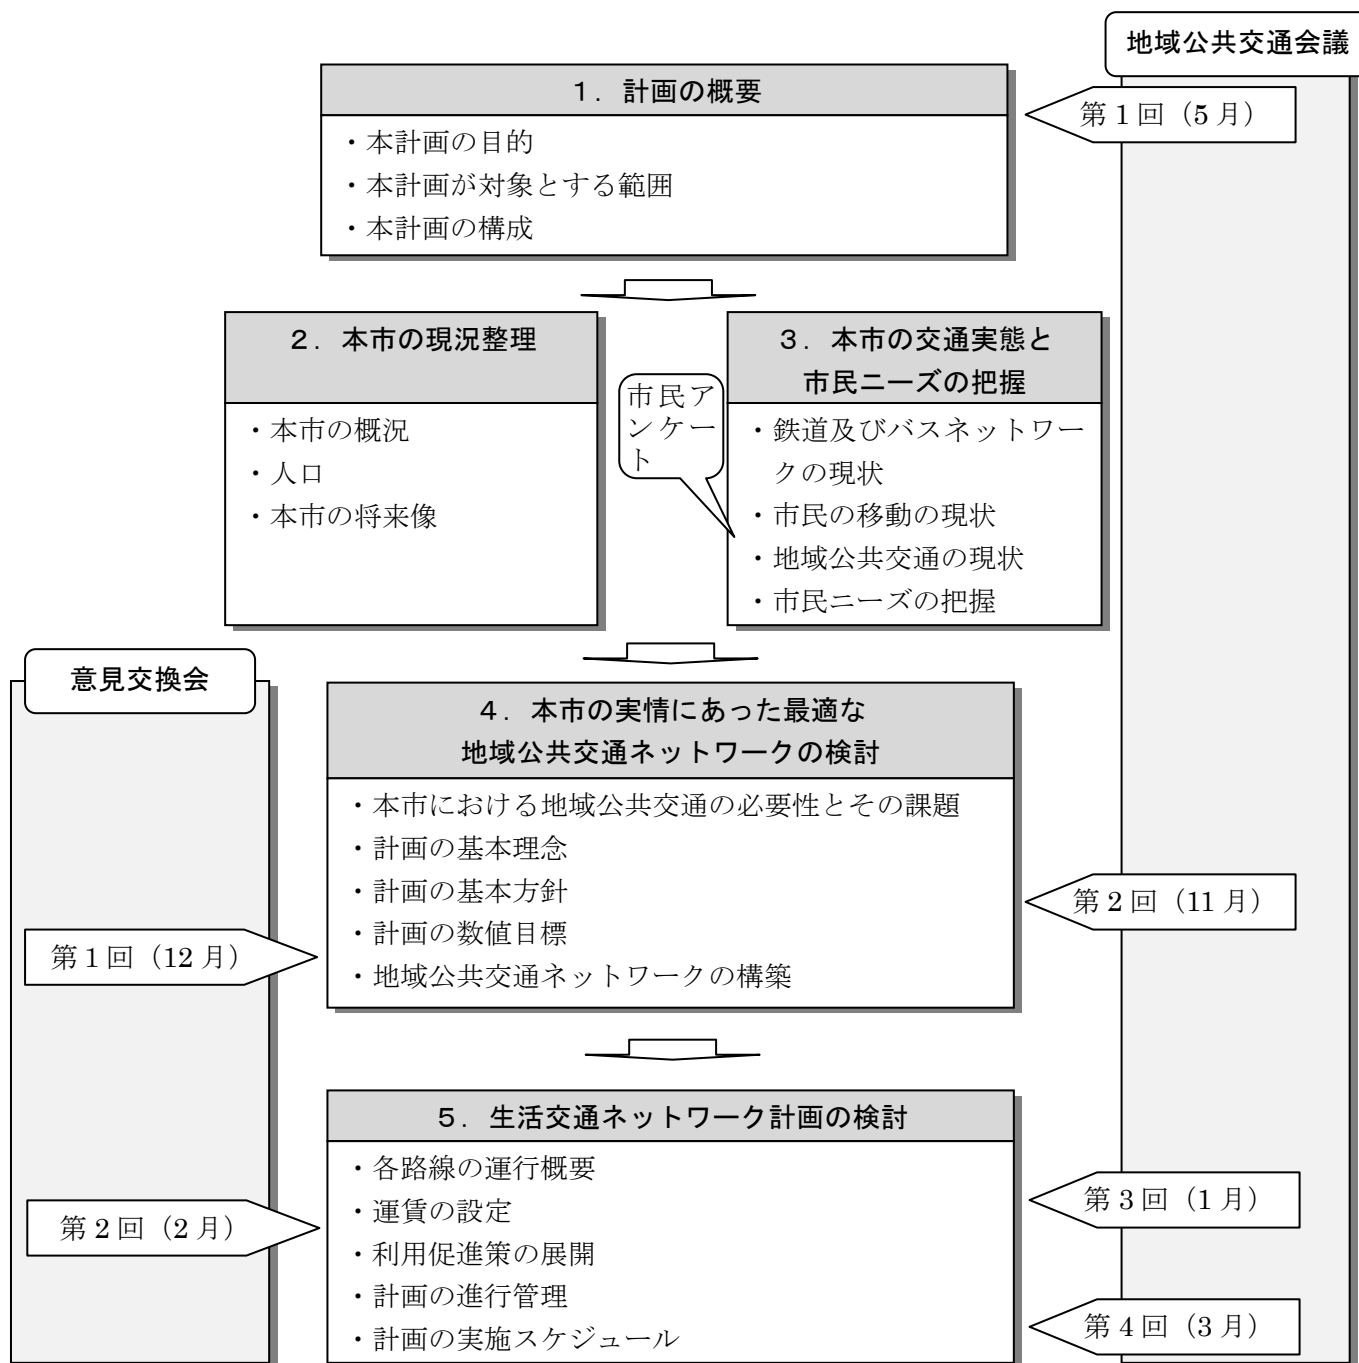 地域公共交通会議
1．計画の概要
第1回（5月）
・本計画の目的
・本計画が対象とする範囲
・本計画の構成
2．本市の現況整理
・本市の概況
・人口
・本市の将来像
市民ア
ンケー
ト
3．本市の交通実態と
市民ニーズの把握
・鉄道及びバスネットワー
クの現状
・市民の移動の現状
・地域公共交通の現状
・市民ニーズの把握
意見交換会
4．本市の実情にあった最適な
地域公共交通ネットワークの検討
・本市における地域公共交通の必要性とその課題
・計画の基本理念
・計画の基本方針
・計画の数値目標
・地域公共交通ネットワークの構築
第2回（11月）
第1回（12月）
5．生活交通ネットワーク計画の検討
・各路線の運行概要
・運賃の設定
・利用促進策の展開
・計画の進行管理
・計画の実施スケジュール
第3回（1月）
第2回（2月）
第4回（3月）